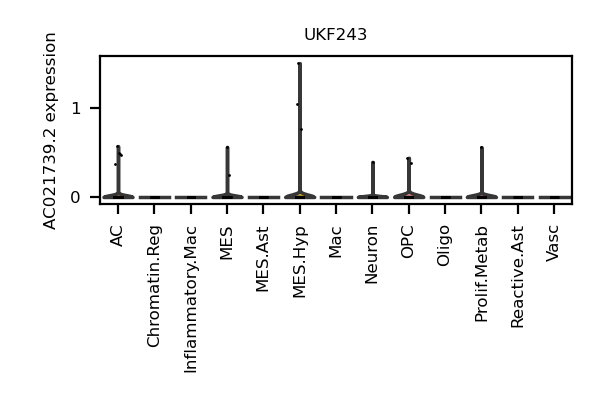 UKF243
AC021739.2 expression
1
0
AC
Chromatin.Reg
Inflammatory.Mac
MES
MES.Ast
MES.Hyp
Mac
Neuron
OPC
Oligo
Prolif.Metab
Reactive.Ast
Vasc